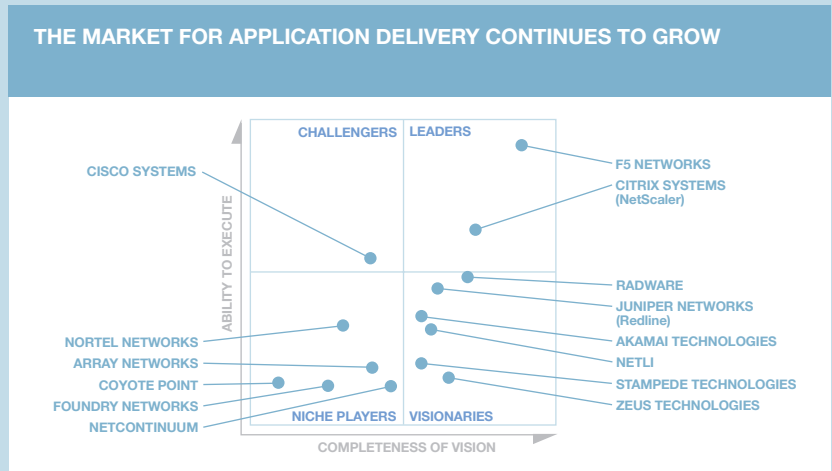 THE MARKET FOR APPLICATION DELIVERY CONTINUES TO GROW
CHALLENGERS
LEADERS
CISCO SYSTEMS
F5 NETWORKS
CITRIX SYSTEMS
(NetScaler)
ABILITY TO EXECUTE
RADWARE
JUNIPER NETWORKS
(Redline)
NORTEL NETWORKS
AKAMAI TECHNOLOGIES
ARRAY NETWORKS
NETLI
COYOTE POINT
STAMPEDE TECHNOLOGIES
FOUNDRY NETWORKS
ZEUS TECHNOLOGIES
NETCONTINUUM
NICHE PLAYERS
VISIONARIES
COMPLETENESS OF VISION